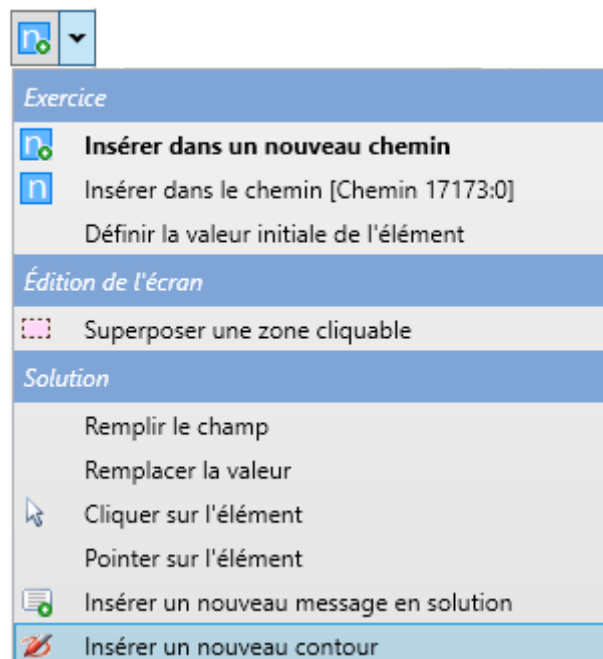 Exercice
Insérer dans un nouveau chemin
Insérer dans le chemin [Chemin 17173:0]
Définir la valeur initiale de l'élément
Édition de l'écran
Superposer une zone cliquable
Solution
Remplir le champ
Remplacer la valeur
Cliquer sur l'élément
Pointer sur l'élément
Insérer un nouveau message en solution
Insérer un nouveau contour